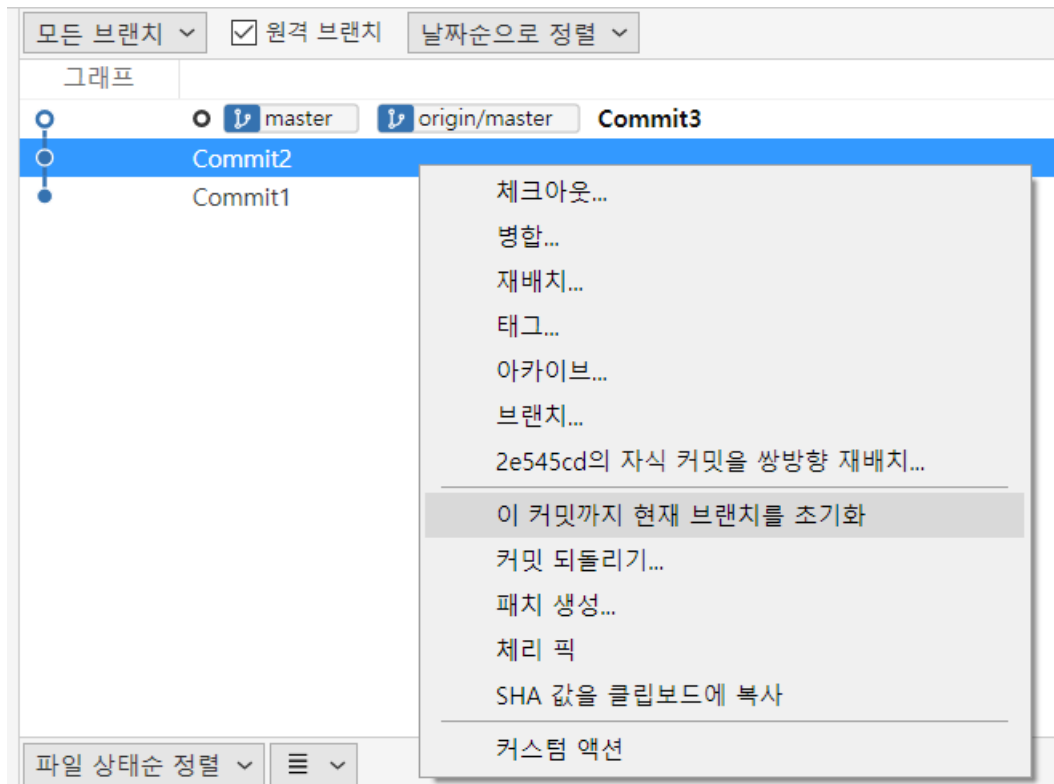 모든 브랜치 원격 브랜치 날짜순으로 정렬
그래프
master origin/master Commit3
Commit2
Commit1
체크아웃...
병합...
재배치...
태그...
아카이브...
브랜치...
2e545cd의 자식 커밋을 쌍방향 재배치...
이 커밋까지 현재 브랜치를 초기화
커밋 되돌리기...
패치 생성...
체리 픽
SHA 값을 클립보드에 복사
커스텀 액션
파일 상태순 정렬